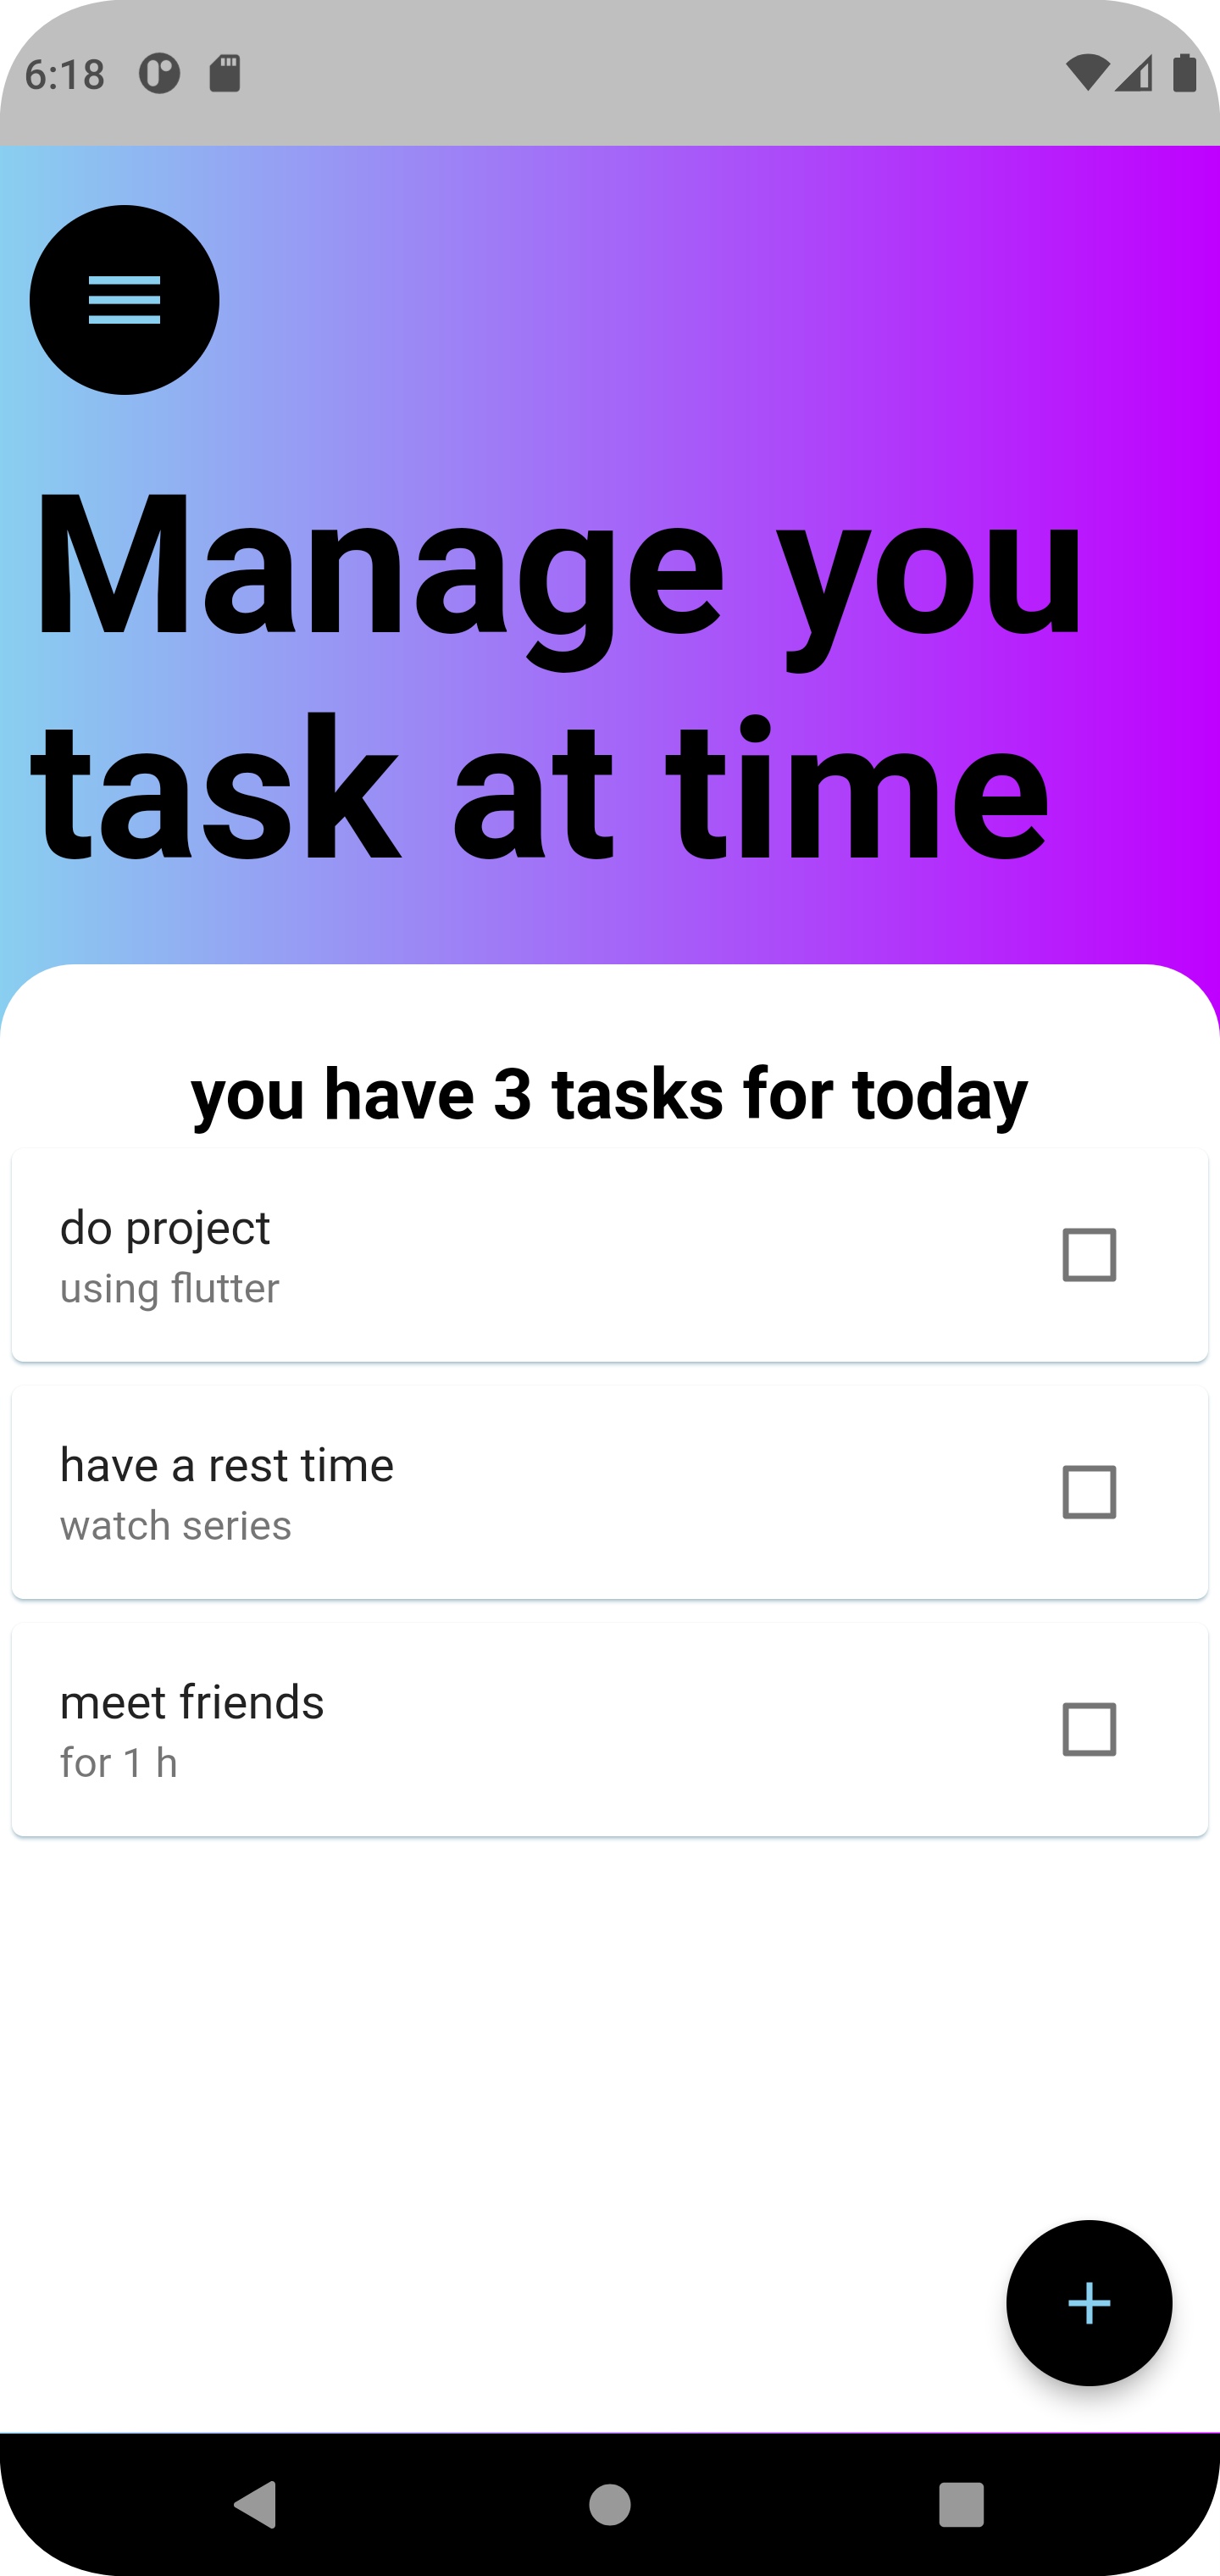 6:18
Manage you
task at time
you have 3 tasks for today
do project
using flutter
have a rest time
watch series
meet friends
for 1 h